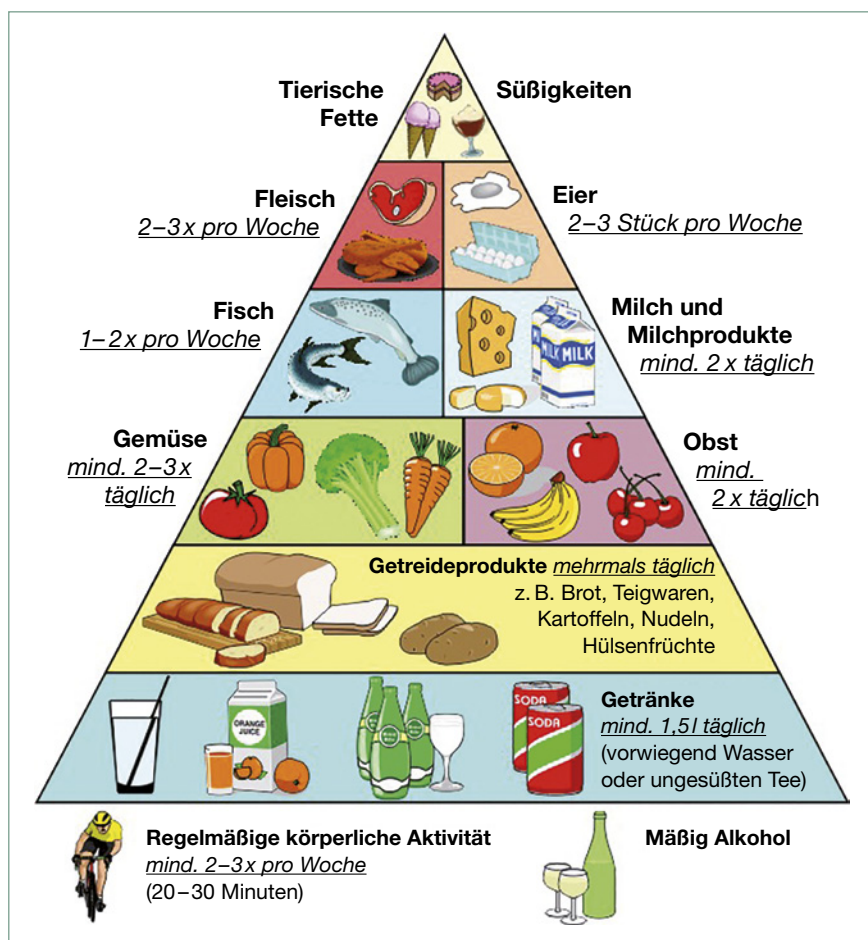 Tierische
Fette
Süßigkeiten
Fleisch
2–3 x pro Woche
Eier
2–3 Stück pro Woche
Fisch
1–2 x pro Woche
Milch und
Milchprodukte
mind. 2 x täglich
MILK
MILK
Gemüse
mind. 2–3 x
täglich
Obst
mind.
2 x täglich
Getreideprodukte mehrmals täglich
z. B. Brot, Teigwaren,
Kartoffeln, Nudeln,
Hülsenfrüchte
ORANGE
JUICE
SODA
SODA
Getränke
mind. 1,5 l täglich
(vorwiegend Wasser
oder ungesüßten Tee)
Regelmäßige körperliche Aktivität
mind. 2–3 x pro Woche
(20–30 Minuten)
Mäßig Alkohol